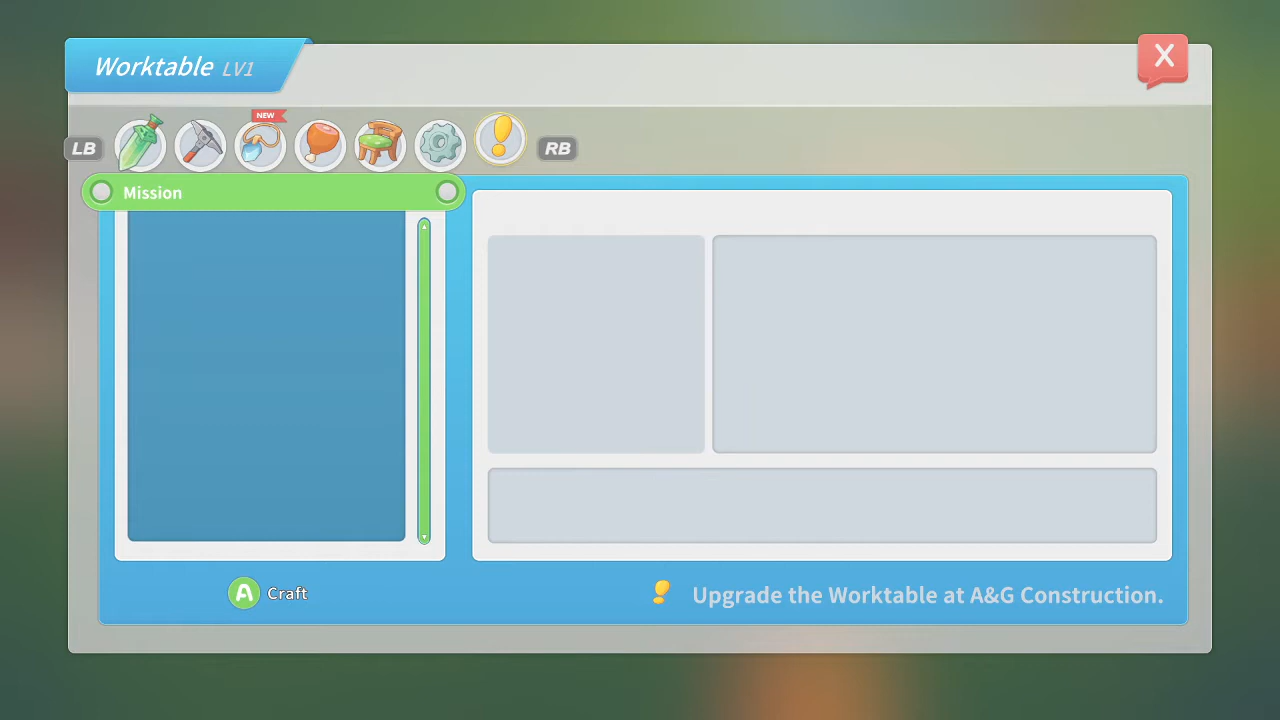 Worktable LV1
X
NEW
LB
RB
Mission
A Craft
Upgrade the Worktable at A&G Construction.